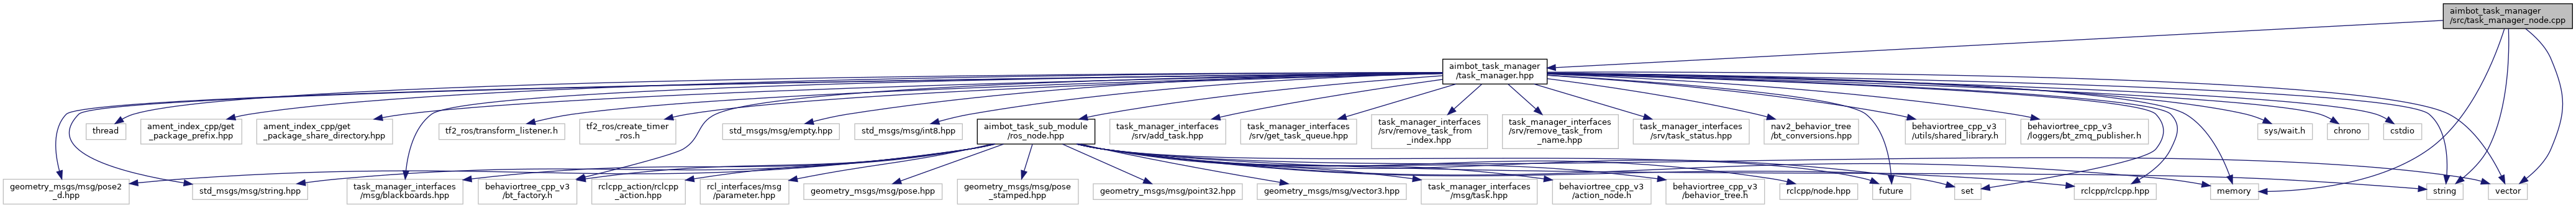 aimbot_task_manager
/src/task_manager_node.cpp
aimbot_task_manager
/task_manager.hpp
thread
ament_index_cpp/get
_package_prefix.hpp
ament_index_cpp/get
_package_share_directory.hpp
tf2_ros/transform_listener.h
tf2_ros/create_timer
_ros.h
std_msgs/msg/empty.hpp
std_msgs/msg/int8.hpp
aimbot_task_sub_module
/ros_node.hpp
task_manager_interfaces
/srv/add_task.hpp
task_manager_interfaces
/srv/get_task_queue.hpp
task_manager_interfaces
/srv/remove_task_from
_index.hpp
task_manager_interfaces
/srv/remove_task_from
_name.hpp
task_manager_interfaces
/srv/task_status.hpp
nav2_behavior_tree
/bt_conversions.hpp
behaviortree_cpp_v3
/utils/shared_library.h
behaviortree_cpp_v3
/loggers/bt_zmq_publisher.h
sys/wait.h
chrono
cstdio
geometry_msgs/msg/pose2
_d.hpp
std_msgs/msg/string.hpp
task_manager_interfaces
/msg/blackboards.hpp
behaviortree_cpp_v3
/bt_factory.h
rclcpp_action/rclcpp
_action.hpp
rcl_interfaces/msg
/parameter.hpp
geometry_msgs/msg/pose.hpp
geometry_msgs/msg/pose
_stamped.hpp
geometry_msgs/msg/point32.hpp
geometry_msgs/msg/vector3.hpp
task_manager_interfaces
/msg/task.hpp
behaviortree_cpp_v3
/action_node.h
behaviortree_cpp_v3
/behavior_tree.h
rclcpp/node.hpp
future
set
rclcpp/rclcpp.hpp
memory
string
vector